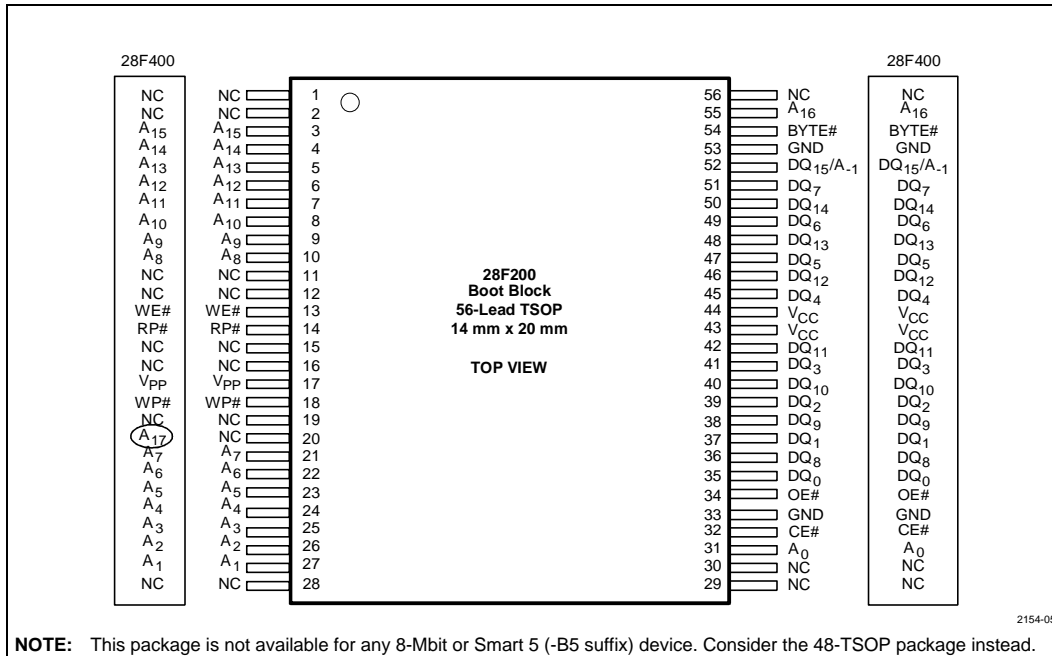 28F400 28F400
NC NC 1 56 NC NC
NC NC 2 55 A16 A16
A15 A15 3 54 BYTE# BYTE#
A14 A14 4 53 GND GND
A13 A13 5 52 DQ15/A-1 DQ15/A-1
A12 A12 6 51 DQ7 DQ7
A11 A11 7 50 DQ14 DQ14
A10 A10 8 49 DQ6 DQ6
A9 A9 9 48 DQ13 DQ13
A8 A8 10 47 DQ5 DQ5
NC NC 11 28F200 46 DQ12 DQ12
Boot Block
NC NC 12 45 DQ4 DQ4
WE# WE# 13 56-Lead TSOP 44 VCC VCC
RP# RP# 14 14 mm x 20 mm 43 VCC VCC
NC NC 15 42 DQ11 DQ11
NC NC 16 TOP VIEW 41 DQ3 DQ3
VPP VPP 17 40 DQ10 DQ10
WP# WP# 18 39 DQ2 DQ2
NC NC 19 38 DQ9 DQ9
A17 NC 20 37 DQ1 DQ1
A7 A7 21 36 DQ8 DQ8
A6 A6 22 35 DQ0 DQ0
A5 A5 23 34 OE# OE#
A4 A4 24 33 GND GND
A3 A3 25 32 CE# CE#
A2 A2 26 31 A0 A0
A1 A1 27 30 NC NC
NC NC 28 29 NC NC
2154-05
NOTE: This package is not available for any 8-Mbit or Smart 5 (-B5 suffix) device. Consider the 48-TSOP package instead.